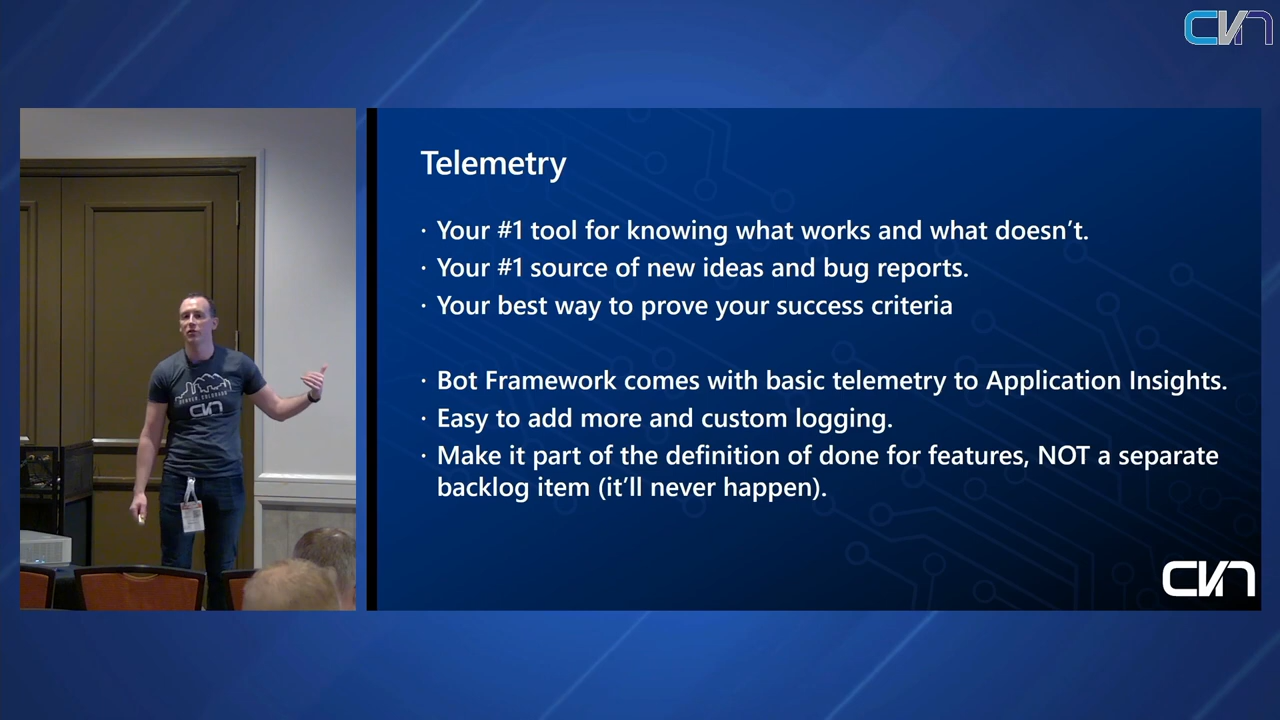 CVN
Telemetry
· Your #1 tool for knowing what works and what doesn't.
· Your #1 source of new ideas and bug reports.
· Your best way to prove your success criteria
· Bot Framework comes with basic telemetry to Application Insights.
· Easy to add more and custom logging.
· Make it part of the definition of done for features, NOT a separate
backlog item (it'll never happen).
DENVER, COLORADO
CVN
CVN